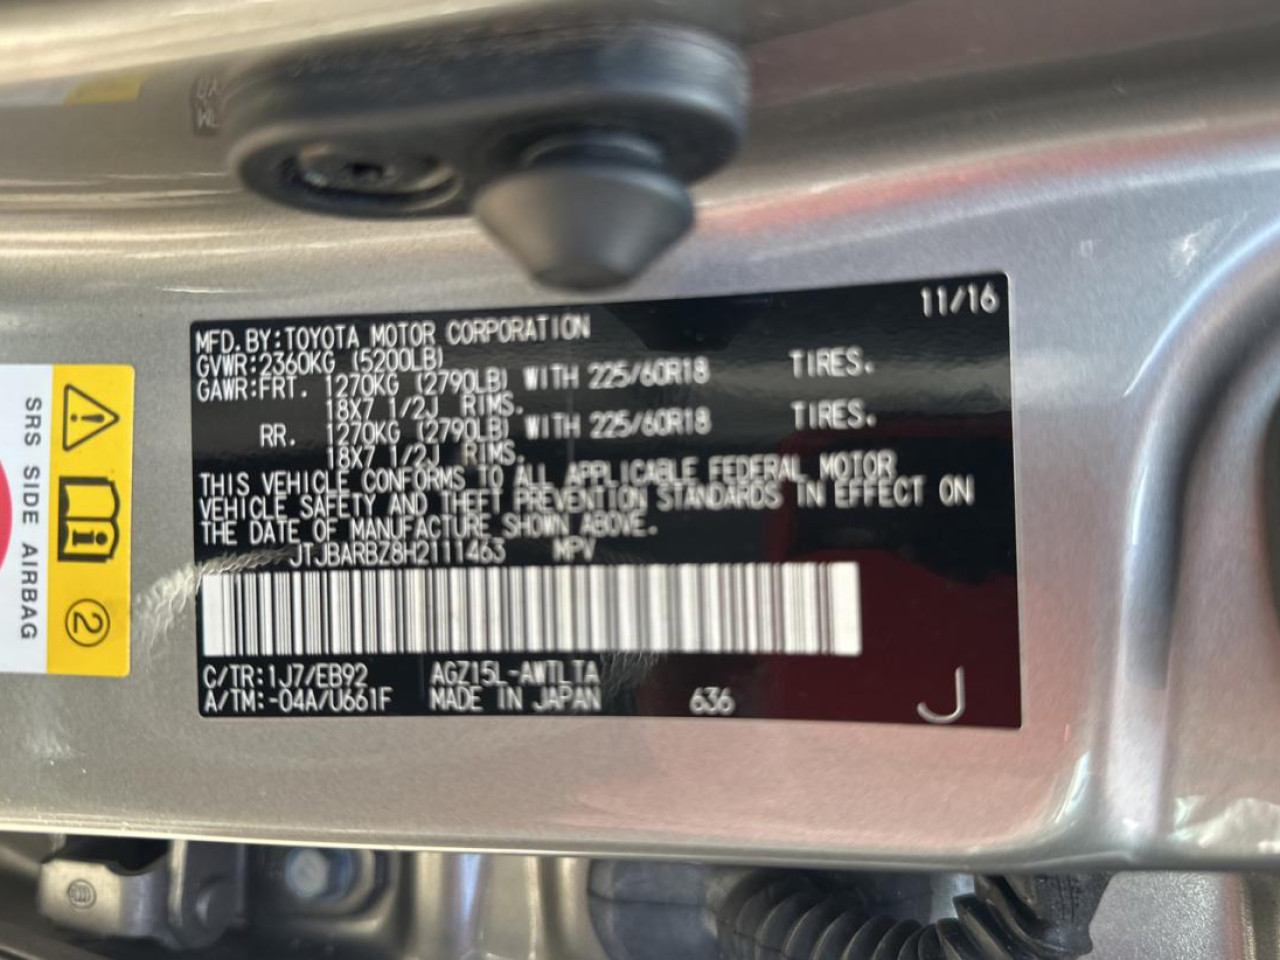 11/16
MFD.BY:TOYOTA MOTOR CORPORATION
GVWR:2360KG (5200LB)
GAWR:FRT. 1270KG (2790LB) WITH 225/60R18 TIRES.
18X7 1/2J RIMS.
RR. 1270KG (2790LB) WITH 225/60R18 TIRES.
18X7 1/2J RIMS.
THIS VEHICLE CONFORMS TO ALL APPLICABLE FEDERAL MOTOR
VEHICLE SAFETY AND THEFT PREVENTION STANDARDS IN EFFECT ON
THE DATE OF MANUFACTURE SHOWN ABOVE.
JTJBARBZ8H2111463 MPV
C/TR:1J7/EB92 AGZ15L-AWTLTA
A/TM:-04A/U661F MADE IN JAPAN 636
J
SRS SIDE AIRBAG
2